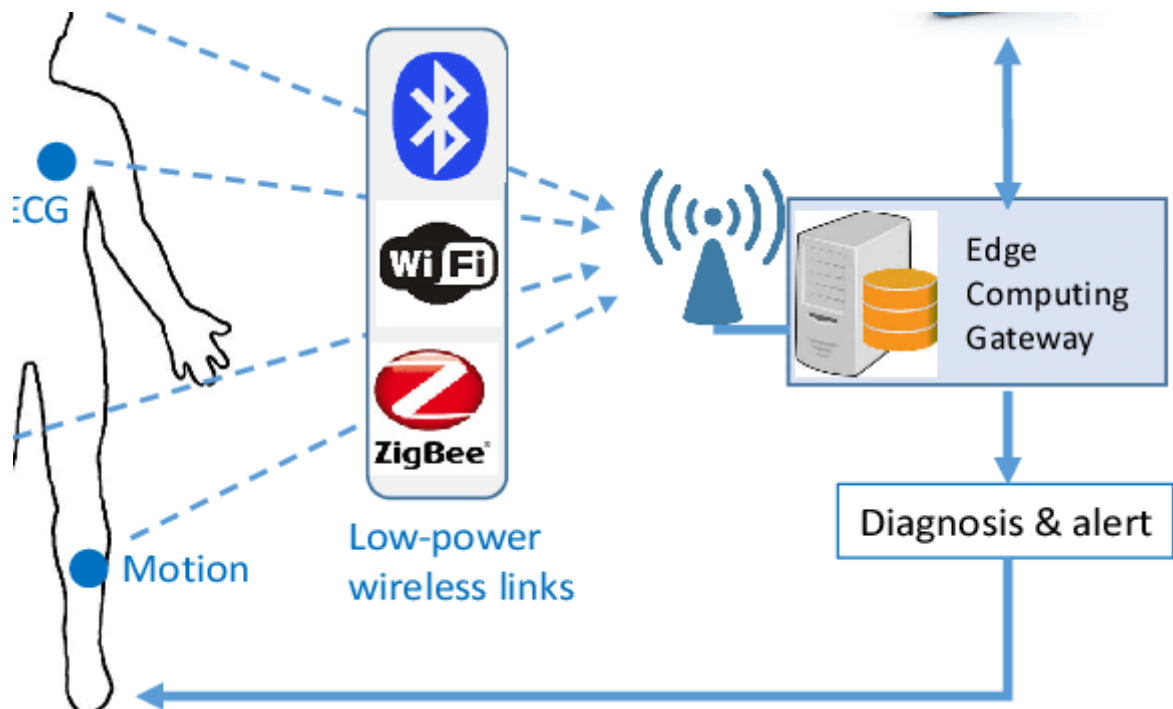 ECG
WiFi
ZigBee
Low-power
wireless links
Motion
Edge
Computing
Gateway
Diagnosis & alert